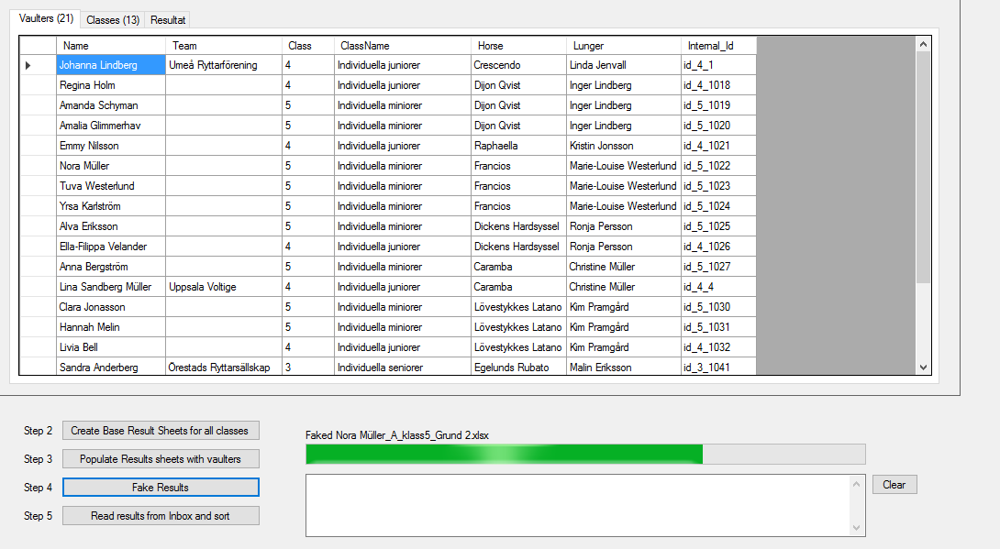 Vaulters (21) Classes (13) Resultat
Name Team Class ClassName Horse Lunger Internal_Id
Johanna Lindberg Umeå Ryttarförening 4 Individuella juniorer Crescendo Linda Jenvall id_4_1
Regina Holm 4 Individuella juniorer Dijon Qvist Inger Lindberg id_4_1018
Amanda Schyman 5 Individuella miniorer Dijon Qvist Inger Lindberg id_5_1019
Amalia Glimmerhav 5 Individuella miniorer Dijon Qvist Inger Lindberg id_5_1020
Emmy Nilsson 4 Individuella juniorer Raphaella Kristin Jonsson id_4_1021
Nora Müller 5 Individuella miniorer Francios Marie-Louise Westerlund id_5_1022
Tuva Westerlund 5 Individuella miniorer Francios Marie-Louise Westerlund id_5_1023
Yrsa Karlström 5 Individuella miniorer Francios Marie-Louise Westerlund id_5_1024
Alva Eriksson 5 Individuella miniorer Dickens Hardsyssel Ronja Persson id_5_1025
Ella-Filippa Velander 4 Individuella juniorer Dickens Hardsyssel Ronja Persson id_4_1026
Anna Bergström 5 Individuella miniorer Caramba Christine Müller id_5_1027
Lina Sandberg Müller Uppsala Voltige 4 Individuella juniorer Caramba Christine Müller id_4_4
Clara Jonasson 5 Individuella miniorer Lövestykkes Latano Kim Pramgård id_5_1030
Hannah Melin 5 Individuella miniorer Lövestykkes Latano Kim Pramgård id_5_1031
Livia Bell 4 Individuella juniorer Lövestykkes Latano Kim Pramgård id_4_1032
Sandra Anderberg Örestads Ryttarsällskap 3 Individuella seniorer Egelunds Rubato Malin Eriksson id_3_1041
Step 2 Create Base Result Sheets for all classes
Faked Nora Müller_A_klass5_Grund 2.xlsx
Step 3 Populate Results sheets with vaulters
Step 4 Fake Results
Clear
Step 5 Read results from Inbox and sort